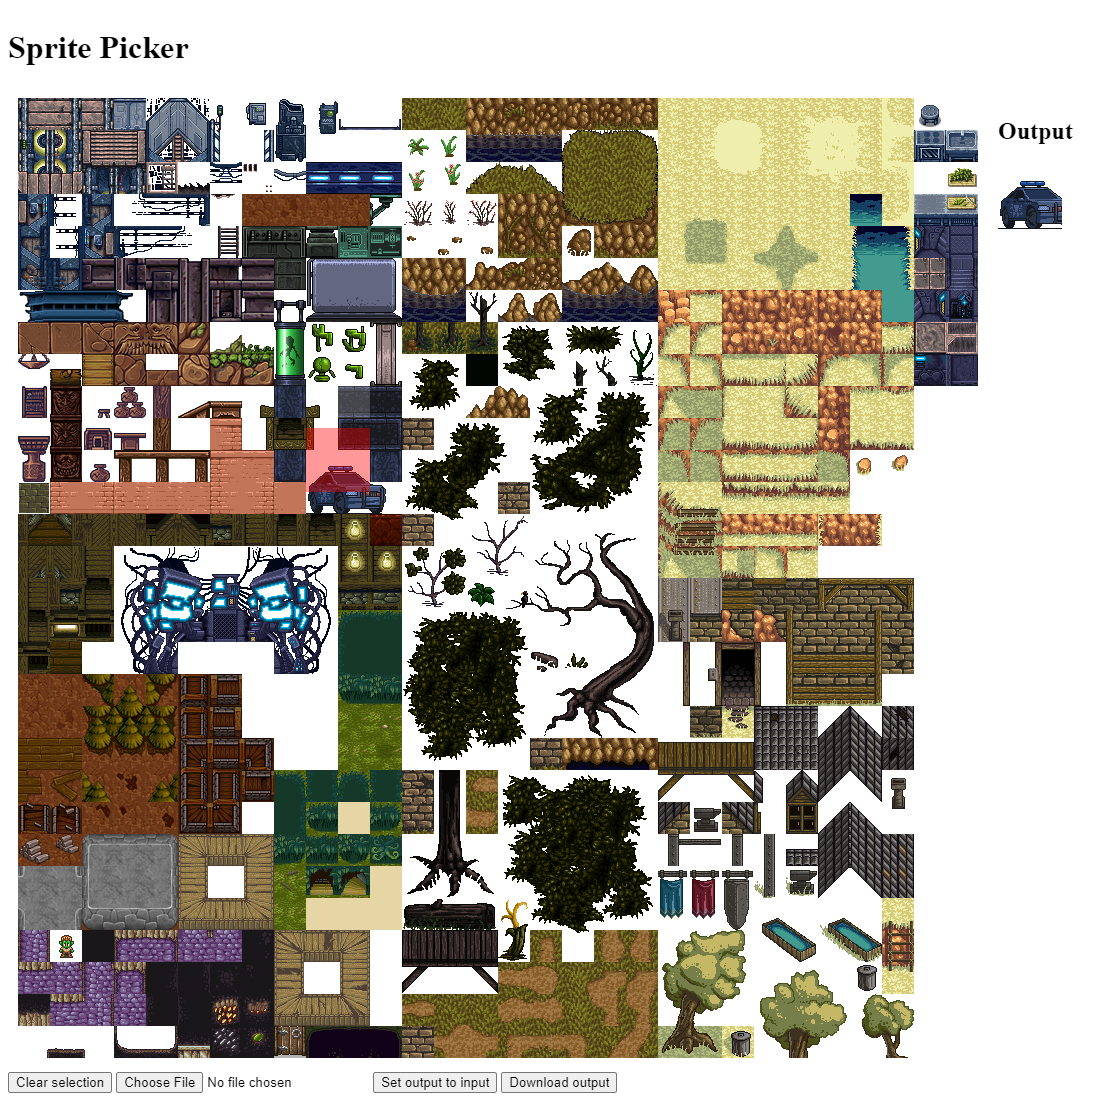 Sprite Picker
Output
Clear selection Choose File No file chosen Set output to input Download output